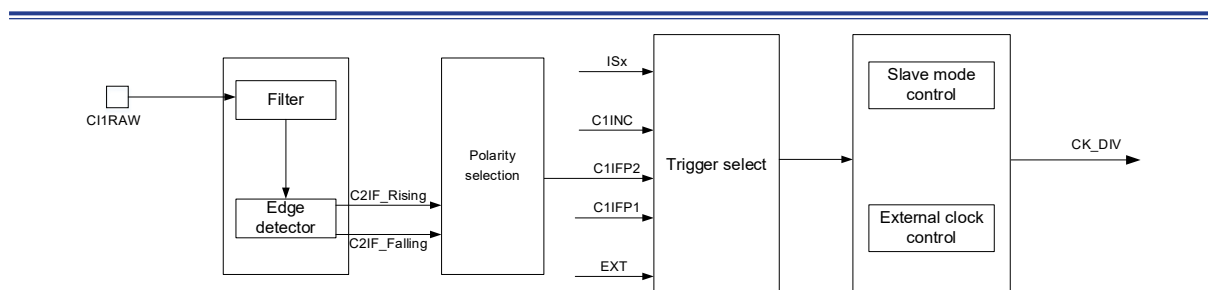 CI1RAW
Filter
Edge
detector
C2IF_Rising
C2IF_Falling
Polarity
selection
ISx
C1INC
C1IFP2
C1IFP1
EXT
Trigger select
Slave mode
control
External clock
control
CK_DIV